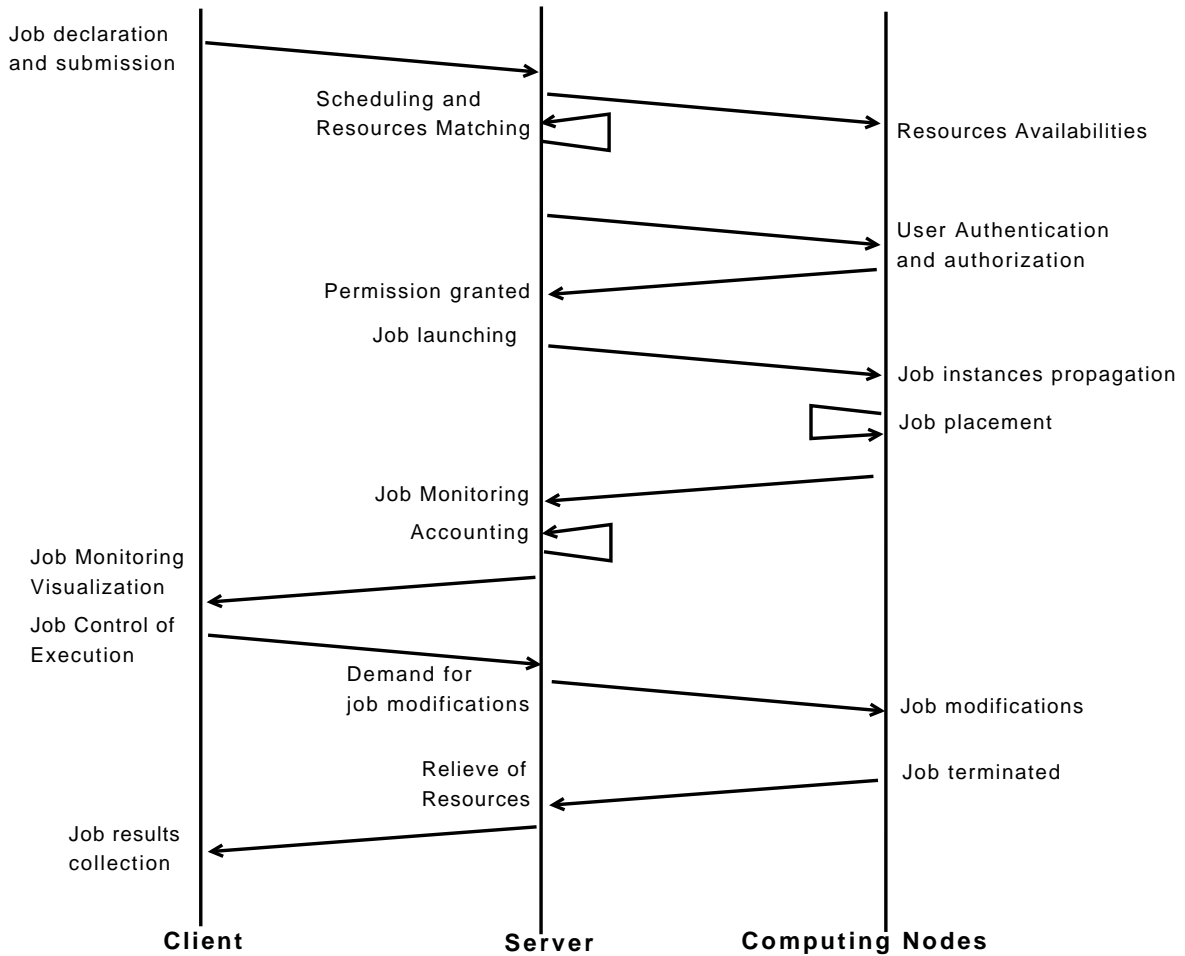 Job declaration
and submission
Scheduling and
Resources Matching
Resources Availabilities
User Authentication
and authorization
Permission granted
Job launching
Job instances propagation
Job placement
Job Monitoring
Accounting
Job Monitoring
Visualization
Job Control of
Execution
Demand for
job modifications
Job modifications
Relieve of
Resources
Job terminated
Job results
collection
Client
Server
Computing Nodes